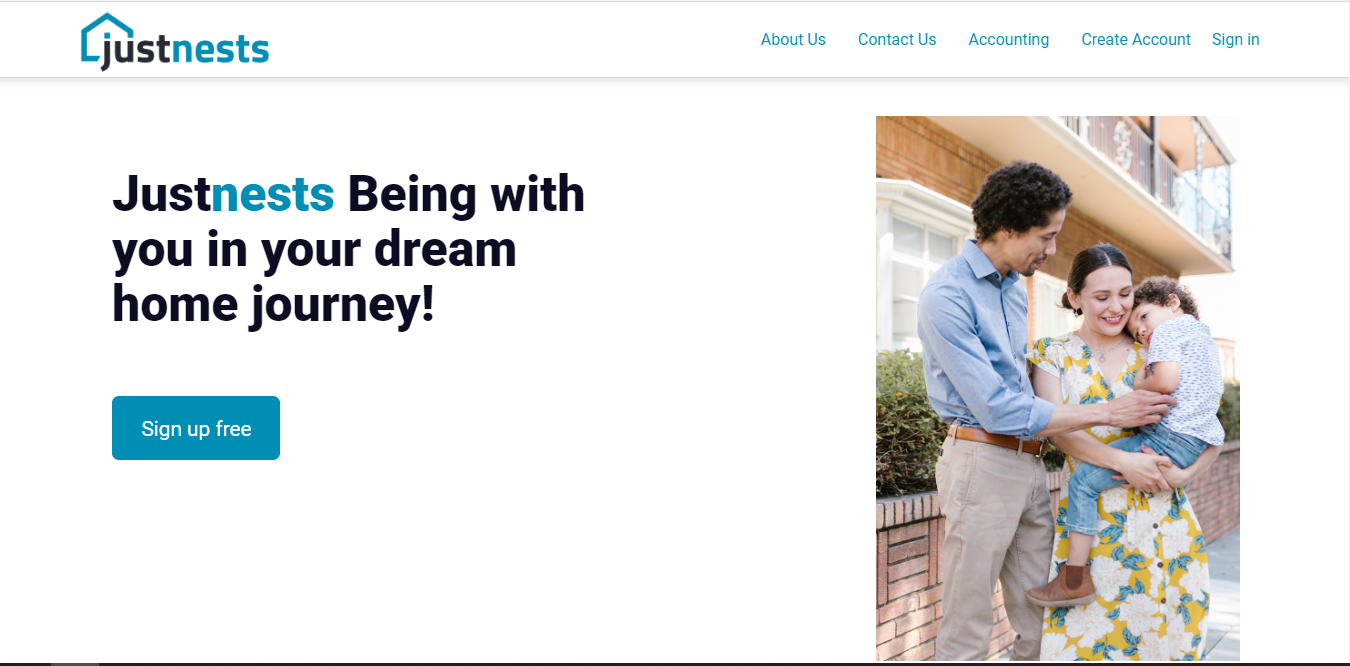 justnests
About Us
Contact Us
Accounting
Create Account
Sign in
Justnests Being with
you in your dream
home journey!
Sign up free